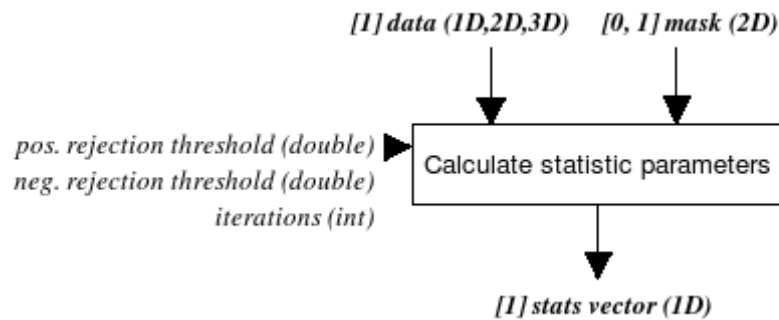 [1] data (1D,2D,3D) [0, 1] mask (2D)
pos. rejection threshold (double)
Calculate statistic parameters
neg. rejection threshold (double)
iterations (int)
[1] stats vector (1D)